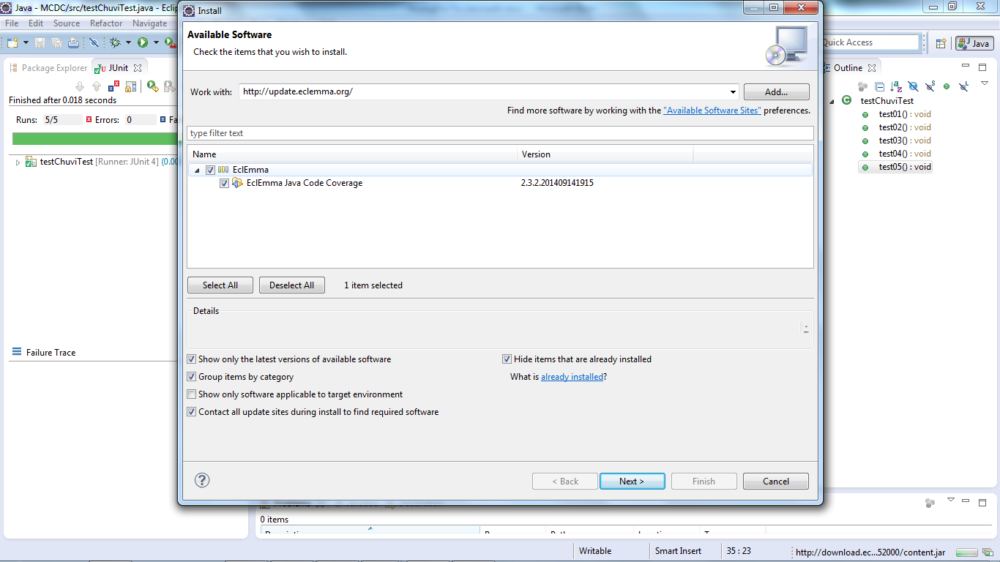 Java - MCDC/src/testChuviTest.java - Eclip
File Edit Source Refactor Navigate
Quick Access
Java
Package Explorer JUnit
Finished after 0.018 seconds
Runs: 5/5 Errors: 0 Fa
testChuviTest [Runner: JUnit 4] (0.00
Failure Trace
Install
Available Software
Check the items that you wish to install.
Work with: http://update.eclemma.org/ Add...
Find more software by working with the "Available Software Sites" preferences.
type filter text
Name Version
EclEmma
EclEmma Java Code Coverage 2.3.2.201409141915
Select All Deselect All 1 item selected
Details
Show only the latest versions of available software Hide items that are already installed
Group items by category What is already installed?
Show only software applicable to target environment
Contact all update sites during install to find required software
< Back Next > Finish Cancel
Outline
testChuviTest
test01() : void
test02() : void
test03() : void
test04() : void
test05() : void
0 items
Writable Smart Insert 35 : 23 http://download.ec...52000/content.jar